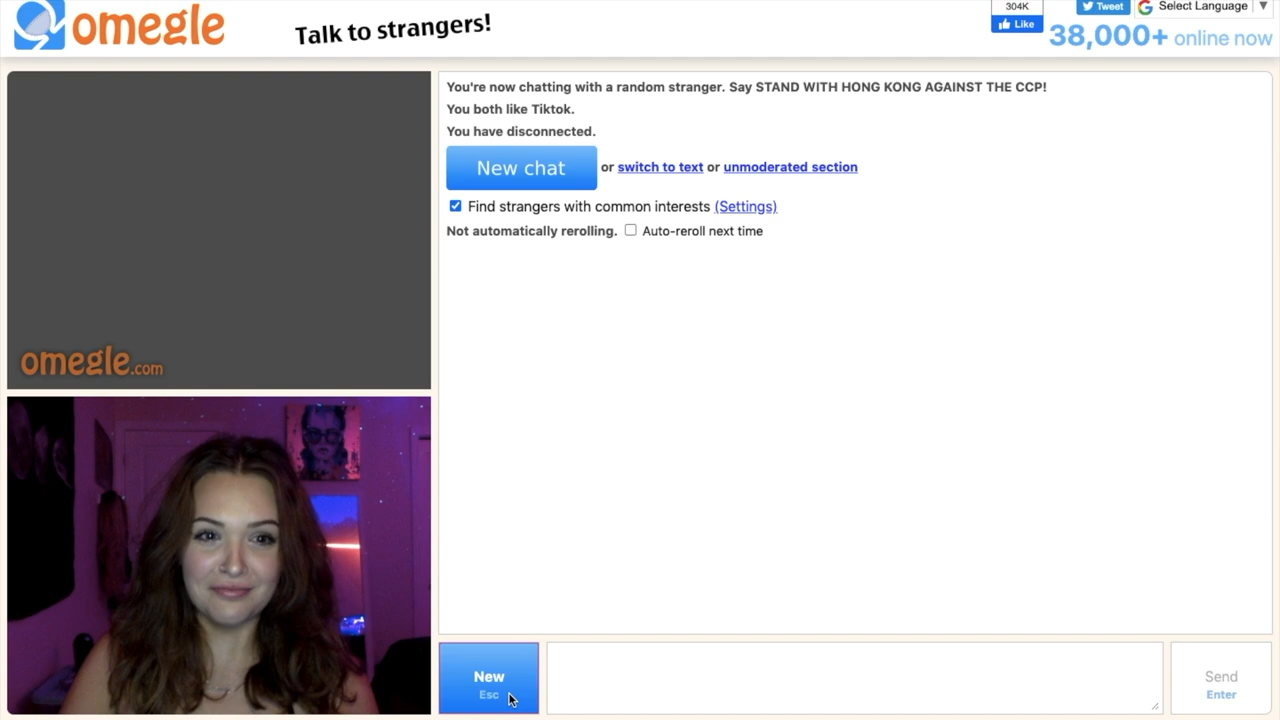 omegle
Talk to strangers!
304K
Like
Tweet
Select Language ▼
38,000+ online now
You're now chatting with a random stranger. Say STAND WITH HONG KONG AGAINST THE CCP!
You both like Tiktok.
You have disconnected.
New chat or switch to text or unmoderated section
Find strangers with common interests (Settings)
Not automatically rerolling. Auto-reroll next time
omegle.com
New
Esc
Send
Enter